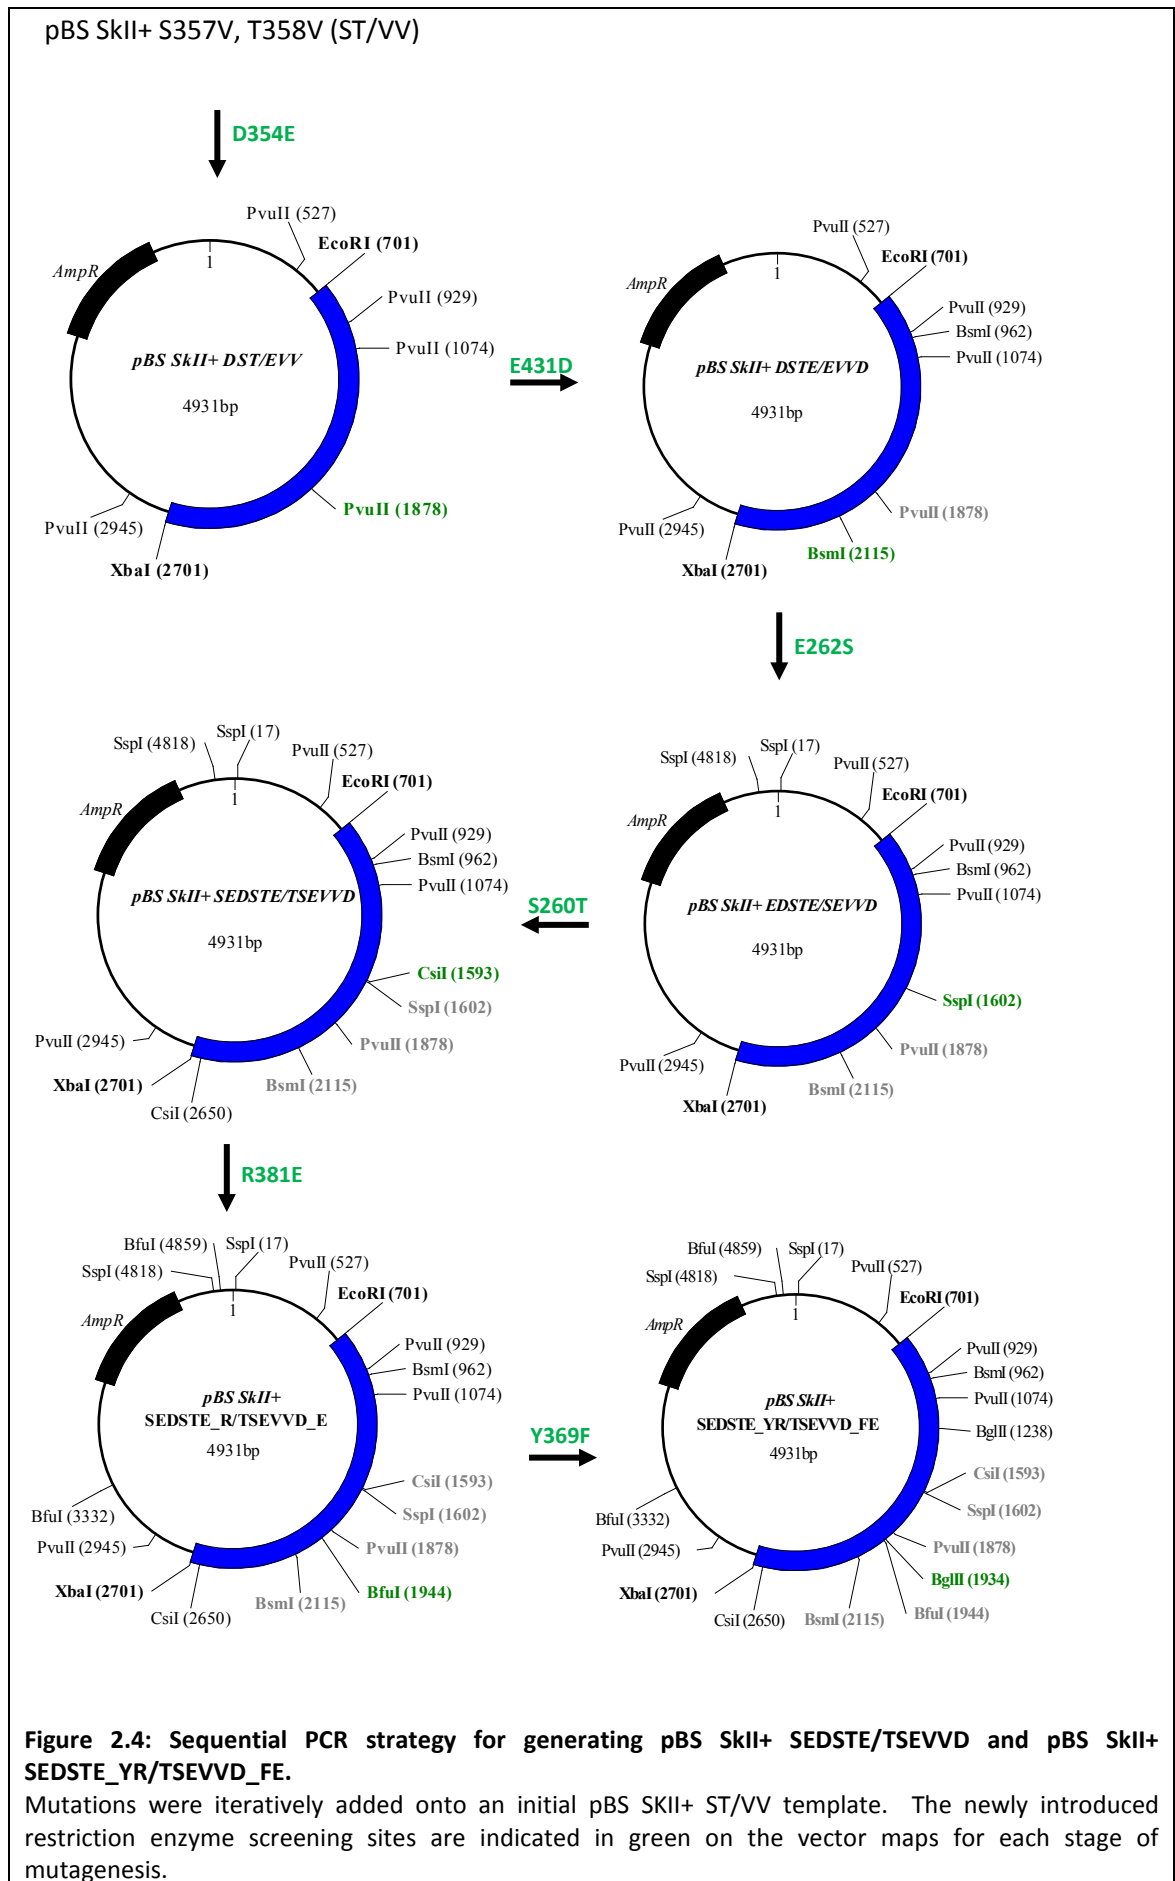 pBS SkII+ S357V, T358V (ST/VV)
D354E
PvuII (527)
EcoRI (701)
AmpR
1
PvuII (929)
PvuII (1074)
pBS SkII+ DST/EVV
4931bp
PvuII (1878)
PvuII (2945)
XbaI (2701)
E431D
PvuII (527)
EcoRI (701)
AmpR
1
PvuII (929)
BsmI (962)
PvuII (1074)
pBS SkII+ DSTE/EVVD
4931bp
PvuII (1878)
PvuII (2945)
BsmI (2115)
XbaI (2701)
E262S
SspI (17)
SspI (4818)
PvuII (527)
EcoRI (701)
AmpR
1
PvuII (929)
BsmI (962)
PvuII (1074)
pBS SkII+ EDSTE/SEVVD
4931bp
SspI (1602)
PvuII (1878)
PvuII (2945)
BsmI (2115)
XbaI (2701)
S260T
SspI (17)
SspI (4818)
PvuII (527)
EcoRI (701)
AmpR
1
PvuII (929)
BsmI (962)
PvuII (1074)
pBS SkII+ SEDSTE/TSEVVD
4931bp
CsiI (1593)
SspI (1602)
PvuII (1878)
PvuII (2945)
BsmI (2115)
XbaI (2701)
CsiI (2650)
R381E
BfuI (4859)
SspI (17)
SspI (4818)
PvuII (527)
EcoRI (701)
AmpR
1
PvuII (929)
BsmI (962)
PvuII (1074)
pBS SkII+
SEDSTE_R/TSEVVD_E
4931bp
CsiI (1593)
SspI (1602)
BfuI (3332)
PvuII (2945)
PvuII (1878)
XbaI (2701)
BsmI (2115)
BfuI (1944)
CsiI (2650)
Y369F
BfuI (4859)
SspI (17)
SspI (4818)
PvuII (527)
EcoRI (701)
AmpR
1
PvuII (929)
BsmI (962)
PvuII (1074)
BglII (1238)
pBS SkII+
SEDSTE_YR/TSEVVD_FE
4931bp
CsiI (1593)
SspI (1602)
BfuI (3332)
PvuII (2945)
PvuII (1878)
BglII (1934)
XbaI (2701)
CsiI (2650)
BsmI (2115)
BfuI (1944)
Figure 2.4: Sequential PCR strategy for generating pBS SkII+ SEDSTE/TSEVVD and pBS SkII+
SEDSTE_YR/TSEVVD_FE.
Mutations were iteratively added onto an initial pBS SKII+ ST/VV template. The newly introduced
restriction enzyme screening sites are indicated in green on the vector maps for each stage of
mutagenesis.